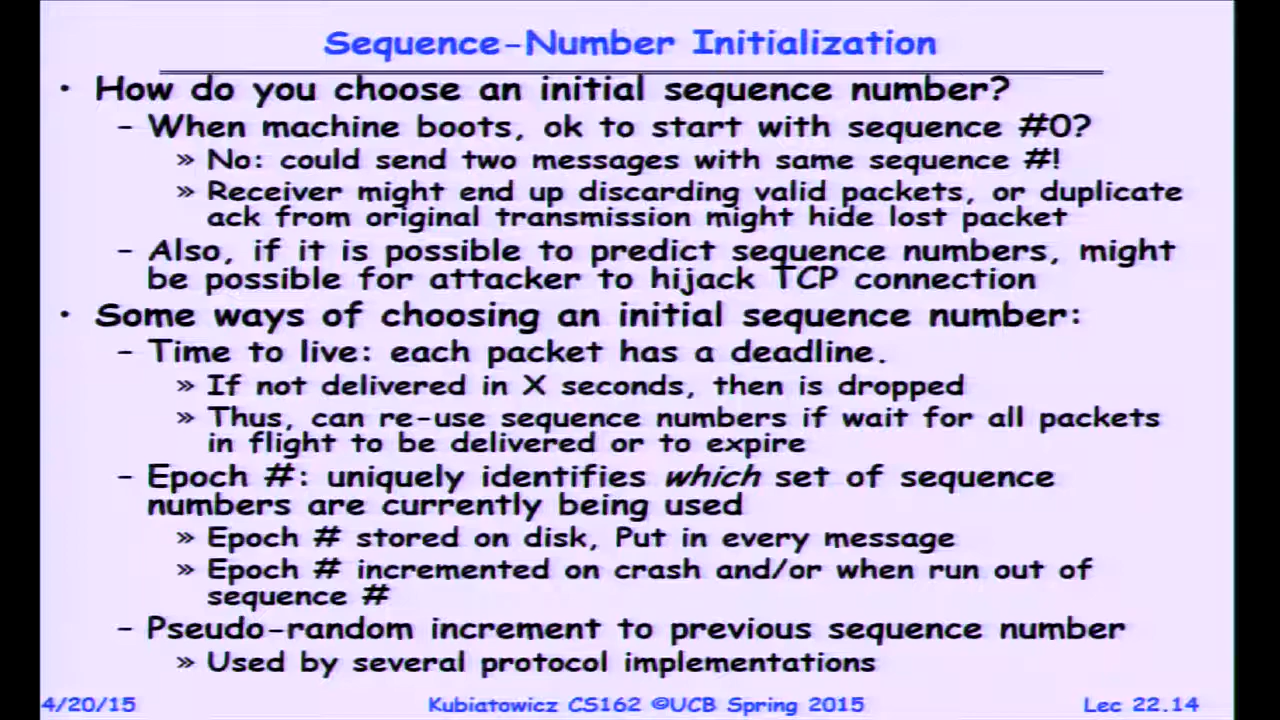 Sequence-Number Initialization
• How do you choose an initial sequence number?
– When machine boots, ok to start with sequence #0?
» No: could send two messages with same sequence #!
» Receiver might end up discarding valid packets, or duplicate
ack from original transmission might hide lost packet
– Also, if it is possible to predict sequence numbers, might
be possible for attacker to hijack TCP connection
• Some ways of choosing an initial sequence number:
– Time to live: each packet has a deadline.
» If not delivered in X seconds, then is dropped
» Thus, can re-use sequence numbers if wait for all packets
in flight to be delivered or to expire
– Epoch #: uniquely identifies which set of sequence
numbers are currently being used
» Epoch # stored on disk, Put in every message
» Epoch # incremented on crash and/or when run out of
sequence #
– Pseudo-random increment to previous sequence number
» Used by several protocol implementations
4/20/15 Kubiatowicz CS162 ©UCB Spring 2015 Lec 22.14